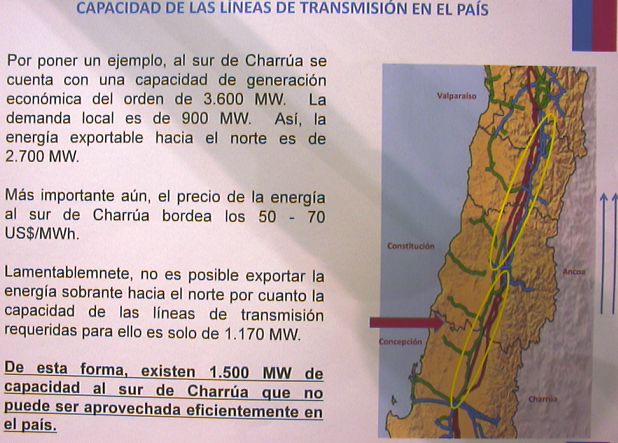 CAPACIDAD DE LAS LÍNEAS DE TRANSMISIÓN EN EL PAÍS
Por poner un ejemplo, al sur de Charrúa se
cuenta con una capacidad de generación
económica del orden de 3.600 MW. La
demanda local es de 900 MW. Así, la
energía exportable hacia el norte es de
2.700 MW.
Más importante aún, el precio de la energía
al sur de Charrúa bordea los 50 - 70
US$/MWh.
Lamentablemnete, no es posible exportar la
energía sobrante hacia el norte por cuanto la
capacidad de las líneas de transmisión
requeridas para ello es solo de 1.170 MW.
De esta forma, existen 1.500 MW de
capacidad al sur de Charrúa que no
puede ser aprovechada eficientemente en
el país.
Valparaíso
Constitución
Ancoa
Concepción
Charrúa